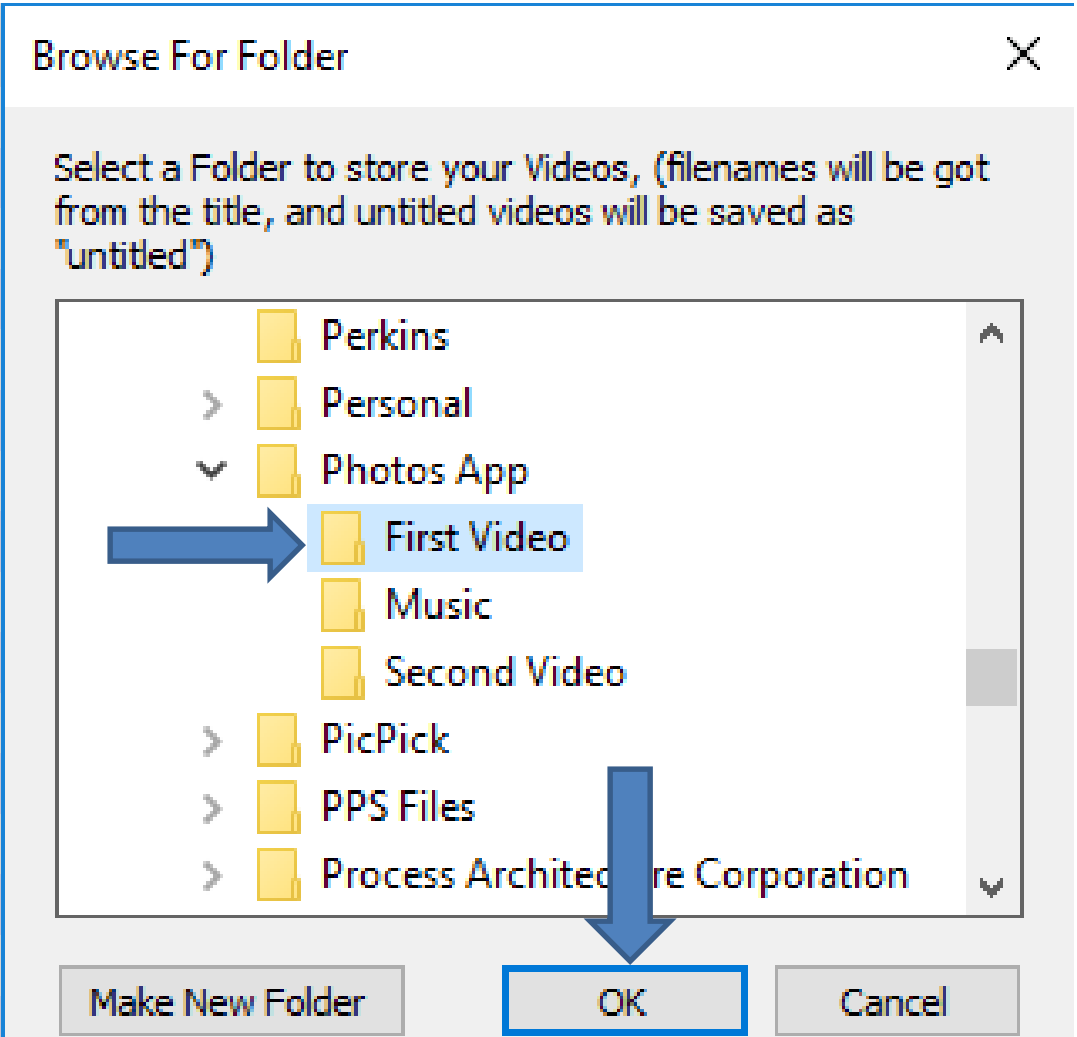 Browse For Folder
Select a Folder to store your Videos, (filenames will be got
from the title, and untitled videos will be saved as
"untitled")
Perkins
Personal
Photos App
First Video
Music
Second Video
PicPick
PPS Files
Process Corporation
Make New Folder OK Cancel